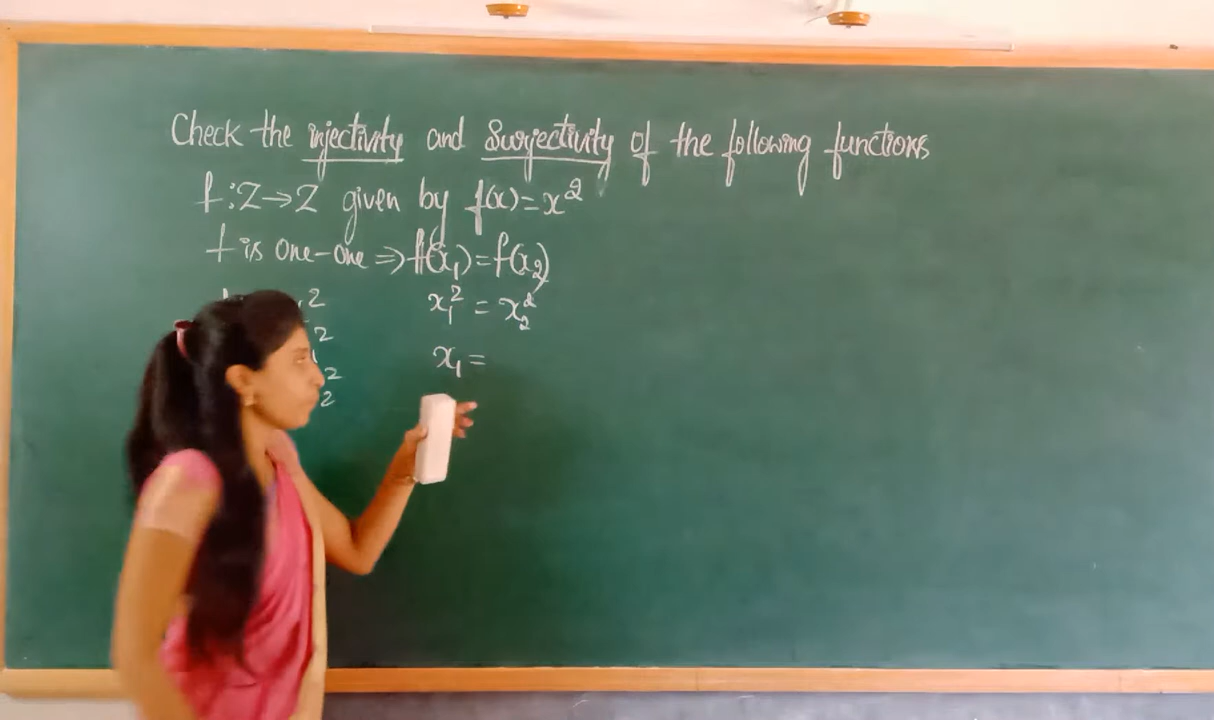 Check the injectivity and Surjectivity of the following functions
f : Z → Z given by f(x) = x²
f is one-one ⇒ f(x₁) = f(x₂)
x₁² = x₂²
x₁ =